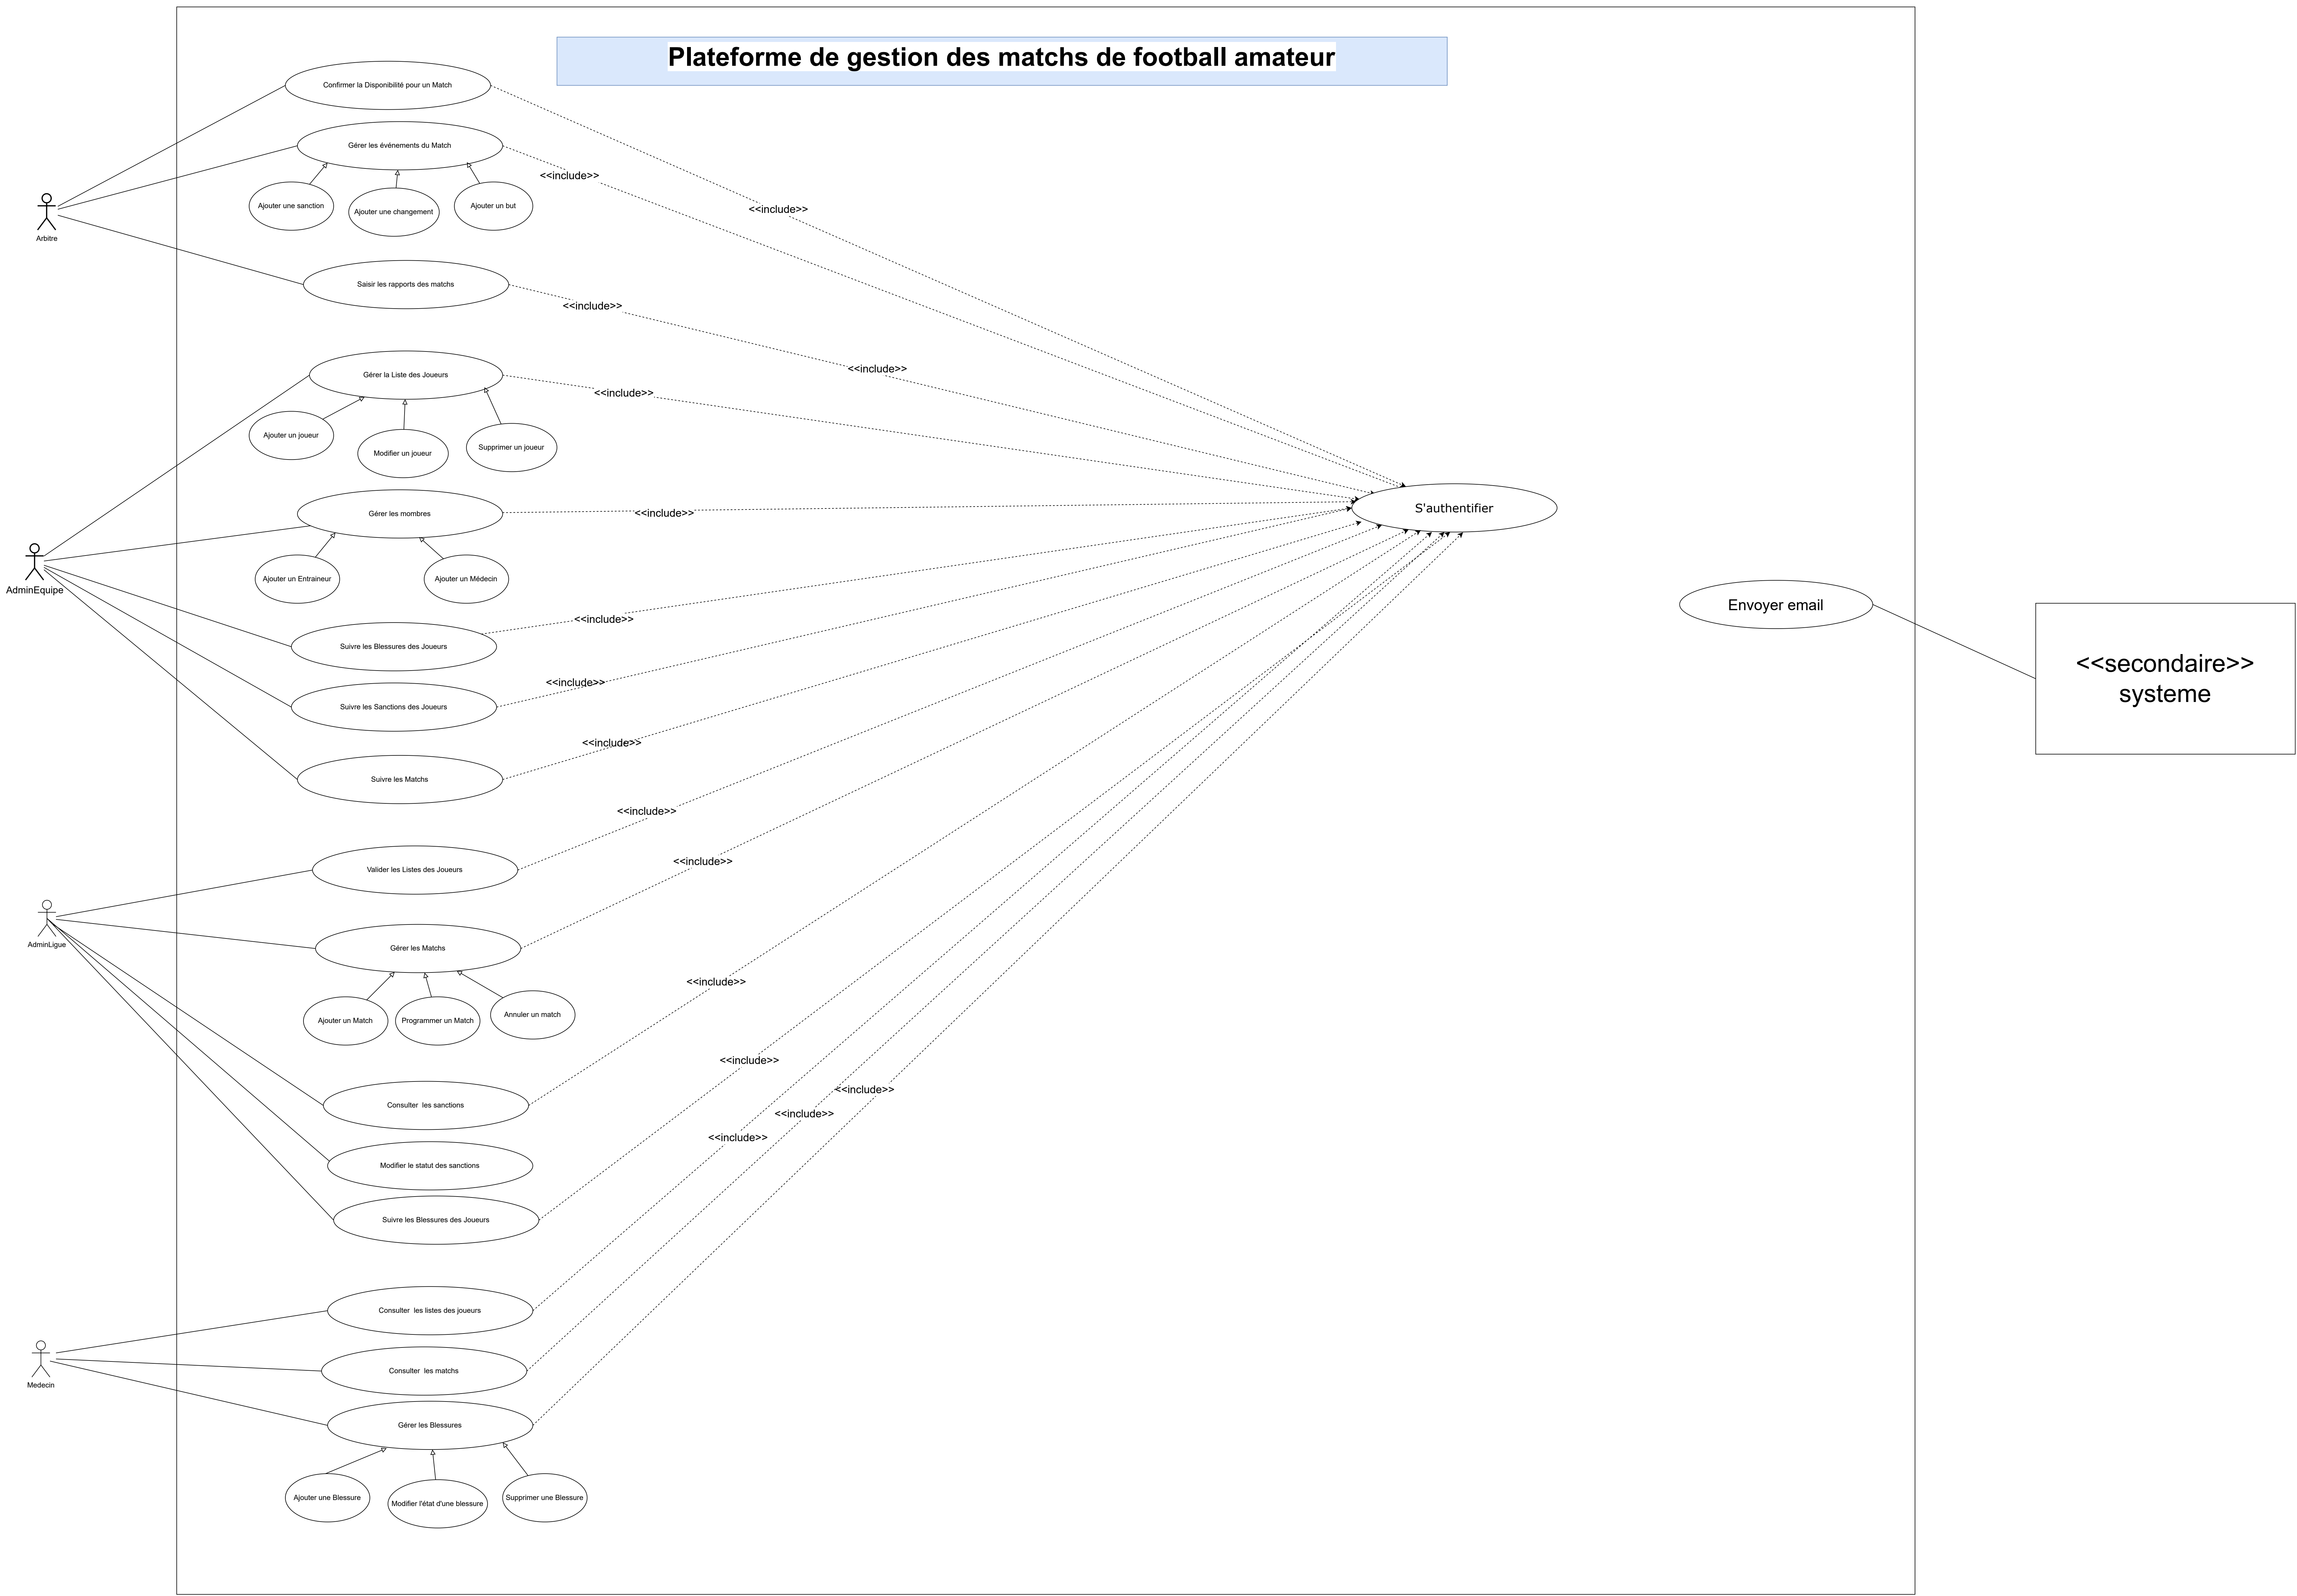 Plateforme de gestion des matchs de football amateur
Confirmer la Disponibilité pour un Match
Gérer les événements du Match
<<include>>
Ajouter une sanction
Ajouter une changement
Ajouter un but
<<include>>
Arbitre
Saisir les rapports des matchs
<<include>>
<<include>>
Gérer la Liste des Joueurs
<<include>>
Ajouter un joueur
Modifier un joueur
Supprimer un joueur
Gérer les mombres
<<include>>
S'authentifier
Ajouter un Entraineur
Ajouter un Médecin
AdminEquipe
Envoyer email
<<include>>
Suivre les Blessures des Joueurs
<<secondaire>>
systeme
<<include>>
Suivre les Sanctions des Joueurs
<<include>>
Suivre les Matchs
<<include>>
Valider les Listes des Joueurs
<<include>>
AdminLigue
Gérer les Matchs
<<include>>
Ajouter un Match
Programmer un Match
Annuler un match
<<include>>
<<include>>
Consulter  les sanctions
<<include>>
<<include>>
Modifier le statut des sanctions
Suivre les Blessures des Joueurs
Consulter  les listes des joueurs
Consulter  les matchs
Medecin
Gérer les Blessures
Ajouter une Blessure
Modifier l'état d'une blessure
Supprimer une Blessure